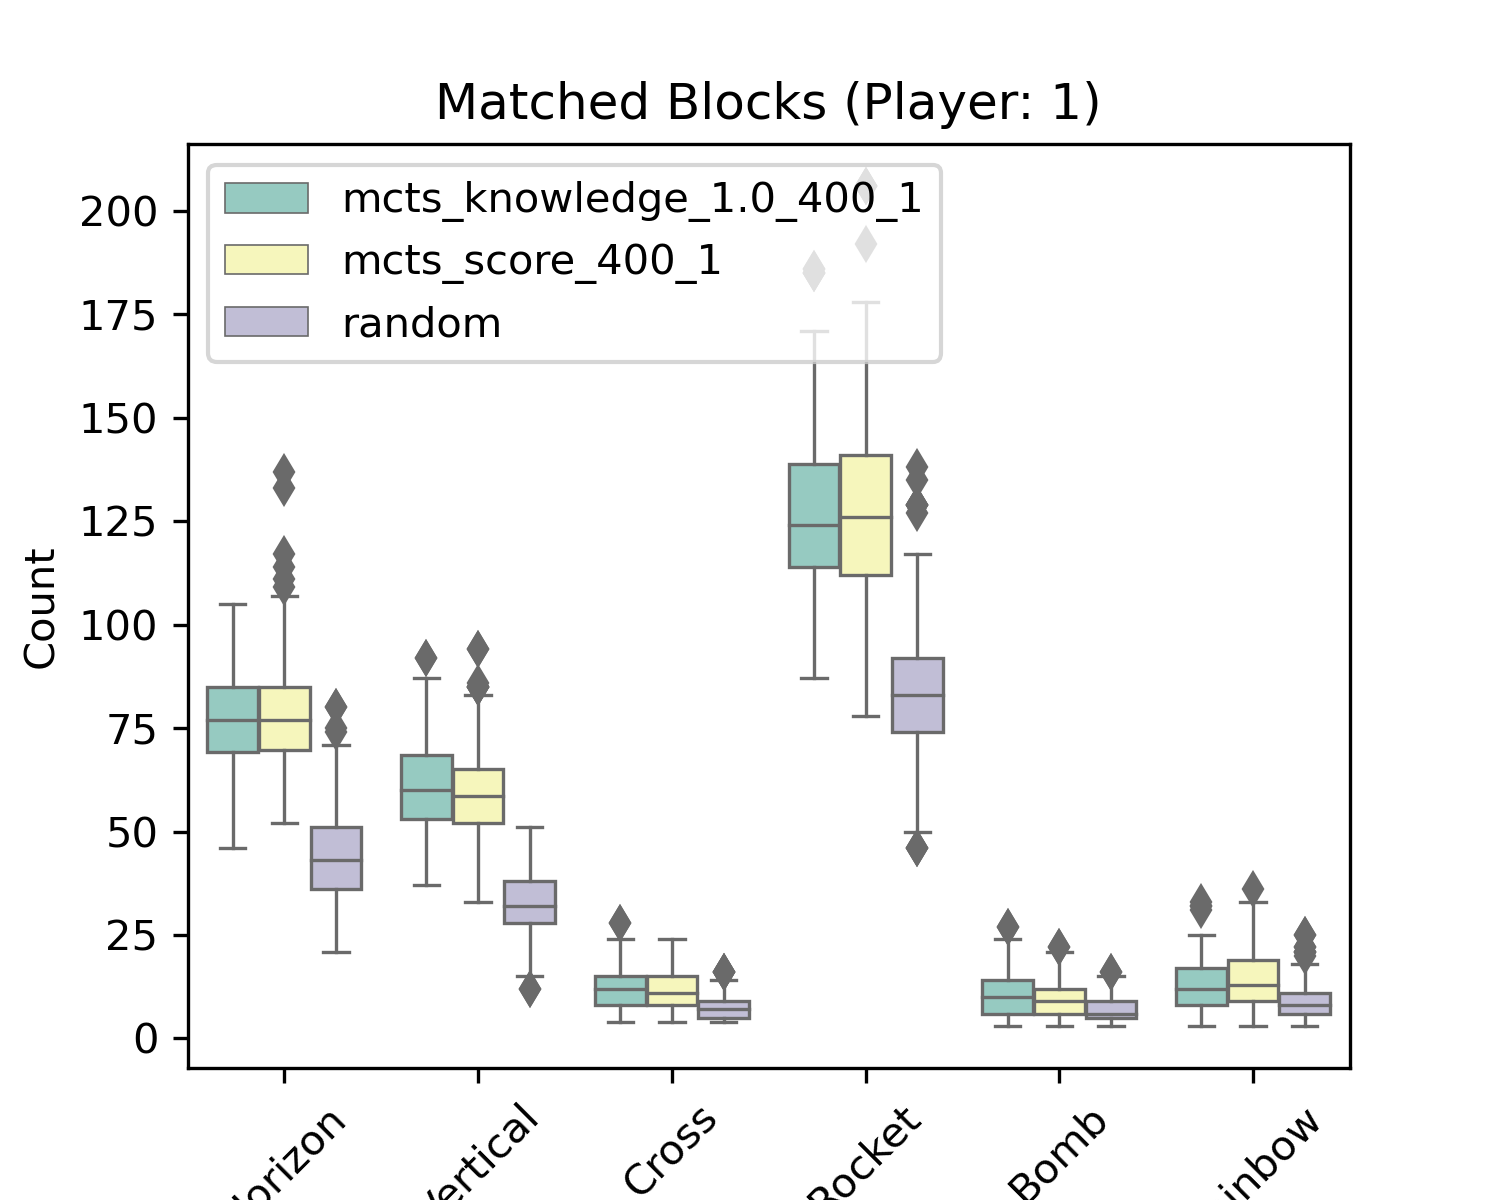 Matched Blocks (Player: 1)
mcts_knowledge_1.0_400_1
mcts_score_400_1
random
Count
200
175
150
125
100
75
50
25
0
Cross
Rocket
Bomb